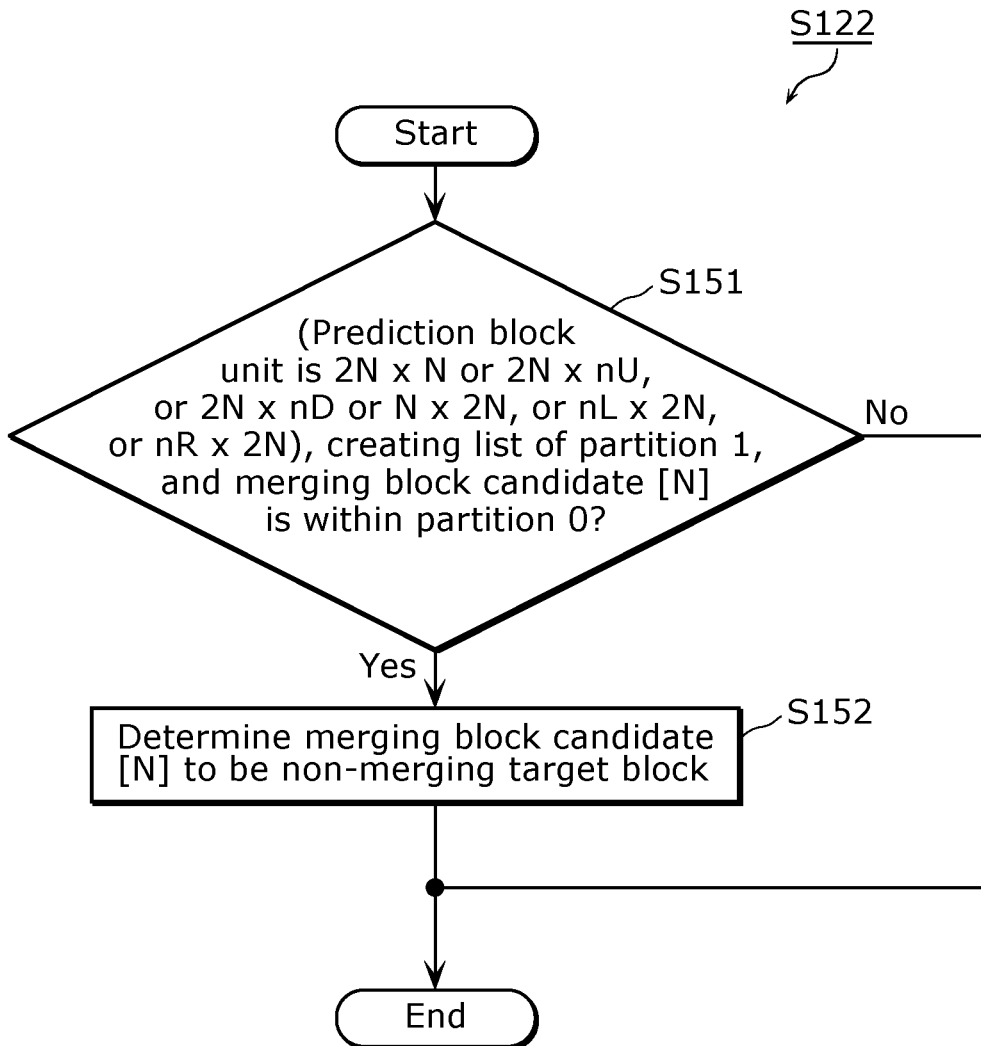 S122
Start
S151
(Prediction block
unit is 2N x N or 2N x nU,
or 2N x nD or N x 2N, or nL x 2N,
or nR x 2N), creating list of partition 1,
and merging block candidate [N]
is within partition 0?
No
Yes
S152
Determine merging block candidate
[N] to be non-merging target block
End